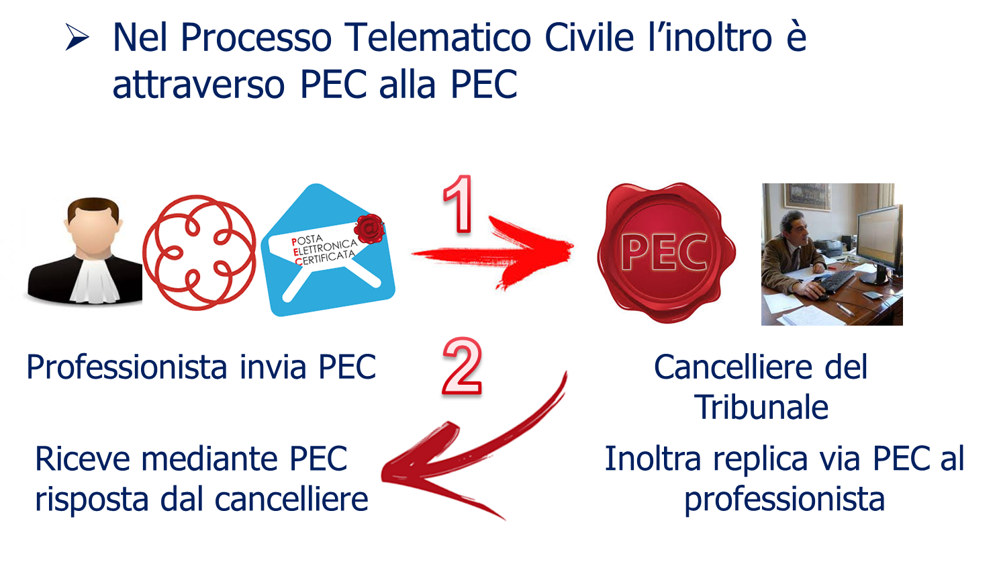 Nel Processo Telematico Civile l’inoltro è
attraverso PEC alla PEC
1
POSTA
ELETTRONICA
CERTIFICATA
@
PEC
Professionista invia PEC
2
Cancelliere del
Tribunale
Riceve mediante PEC
risposta dal cancelliere
Inoltra replica via PEC al
professionista